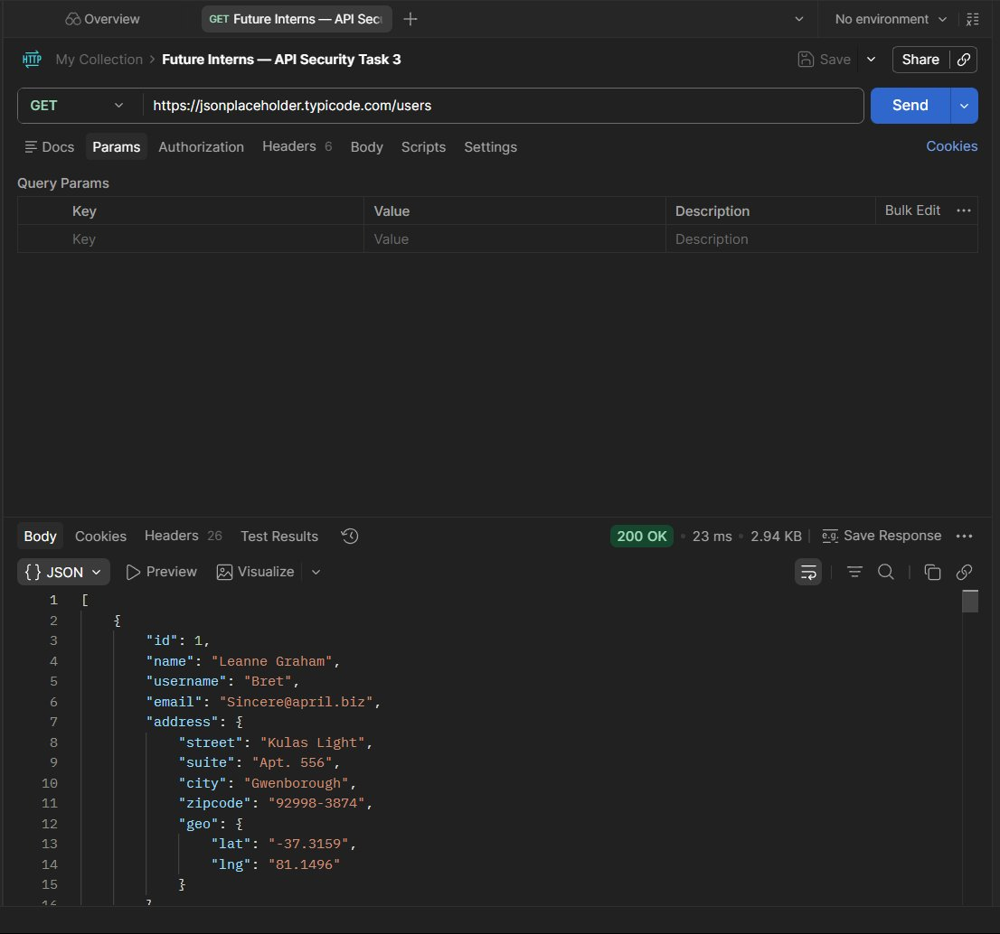 Overview GET Future Interns — API Sec No environment
HTTP My Collection > Future Interns — API Security Task 3 Save Share
GET https://jsonplaceholder.typicode.com/users Send
Docs Params Authorization Headers 6 Body Scripts Settings Cookies
Query Params
Key Value Description Bulk Edit ...
Key Value Description
Body Cookies Headers 26 Test Results 200 OK • 23 ms • 2.94 KB e.g. Save Response ...
{ } JSON Preview Visualize
1 [
2 {
3 "id": 1,
4 "name": "Leanne Graham",
5 "username": "Bret",
6 "email": "Sincere@april.biz",
7 "address": {
8 "street": "Kulas Light",
9 "suite": "Apt. 556",
10 "city": "Gwenborough",
11 "zipcode": "92998-3874",
12 "geo": {
13 "lat": "-37.3159",
14 "lng": "81.1496"
15 }
16 }